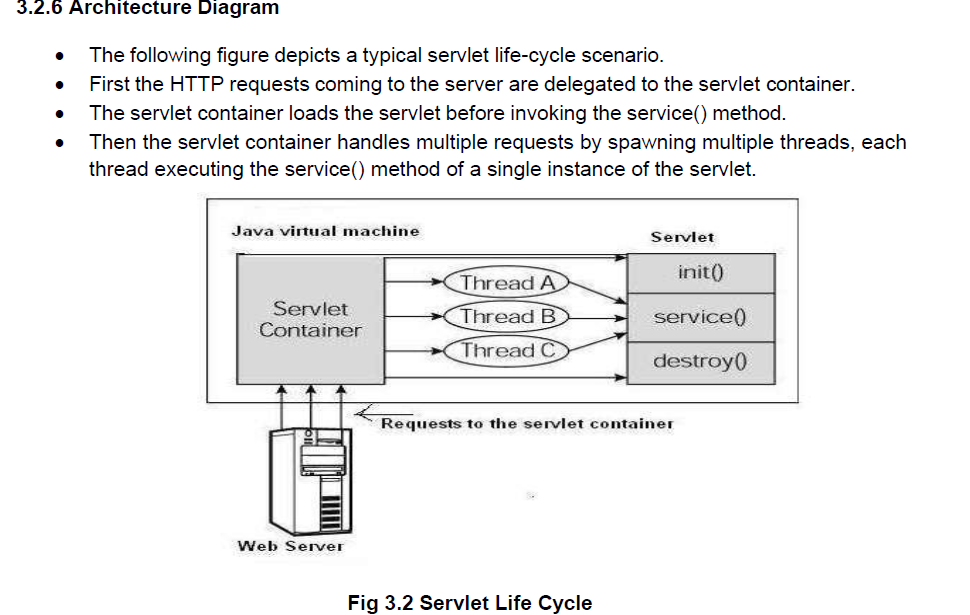 3.2.6 Architecture Diagram
• The following figure depicts a typical servlet life-cycle scenario.
• First the HTTP requests coming to the server are delegated to the servlet container.
• The servlet container loads the servlet before invoking the service() method.
• Then the servlet container handles multiple requests by spawning multiple threads, each
thread executing the service() method of a single instance of the servlet.
Java virtual machine
Servlet
init()
Thread A
Servlet
Container
Thread B
service()
Thread C
destroy()
Requests to the servlet container
Web Server
Fig 3.2 Servlet Life Cycle